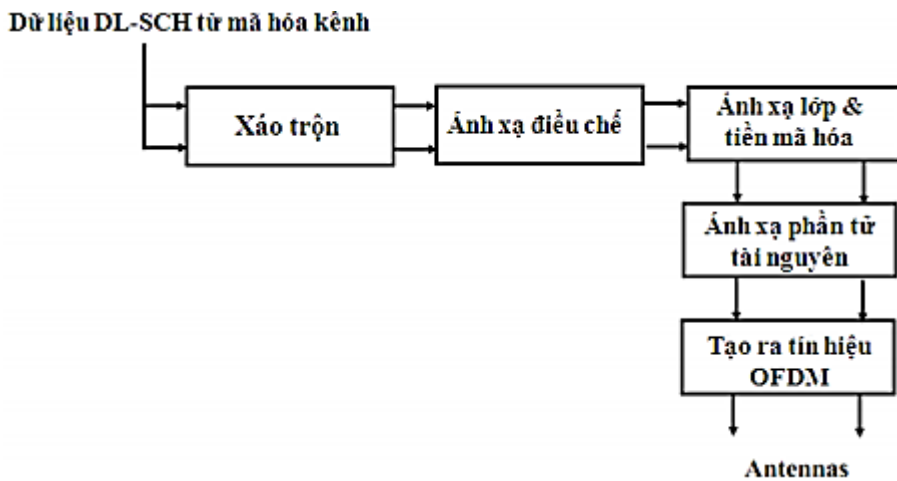 Dữ liệu DL-SCH từ mã hóa kênh
Xáo trộn
Ánh xạ điều chế
Ánh xạ lớp &
tiền mã hóa
Ánh xạ phần tử
tài nguyên
Tạo ra tín hiệu
OFDM
Antennas